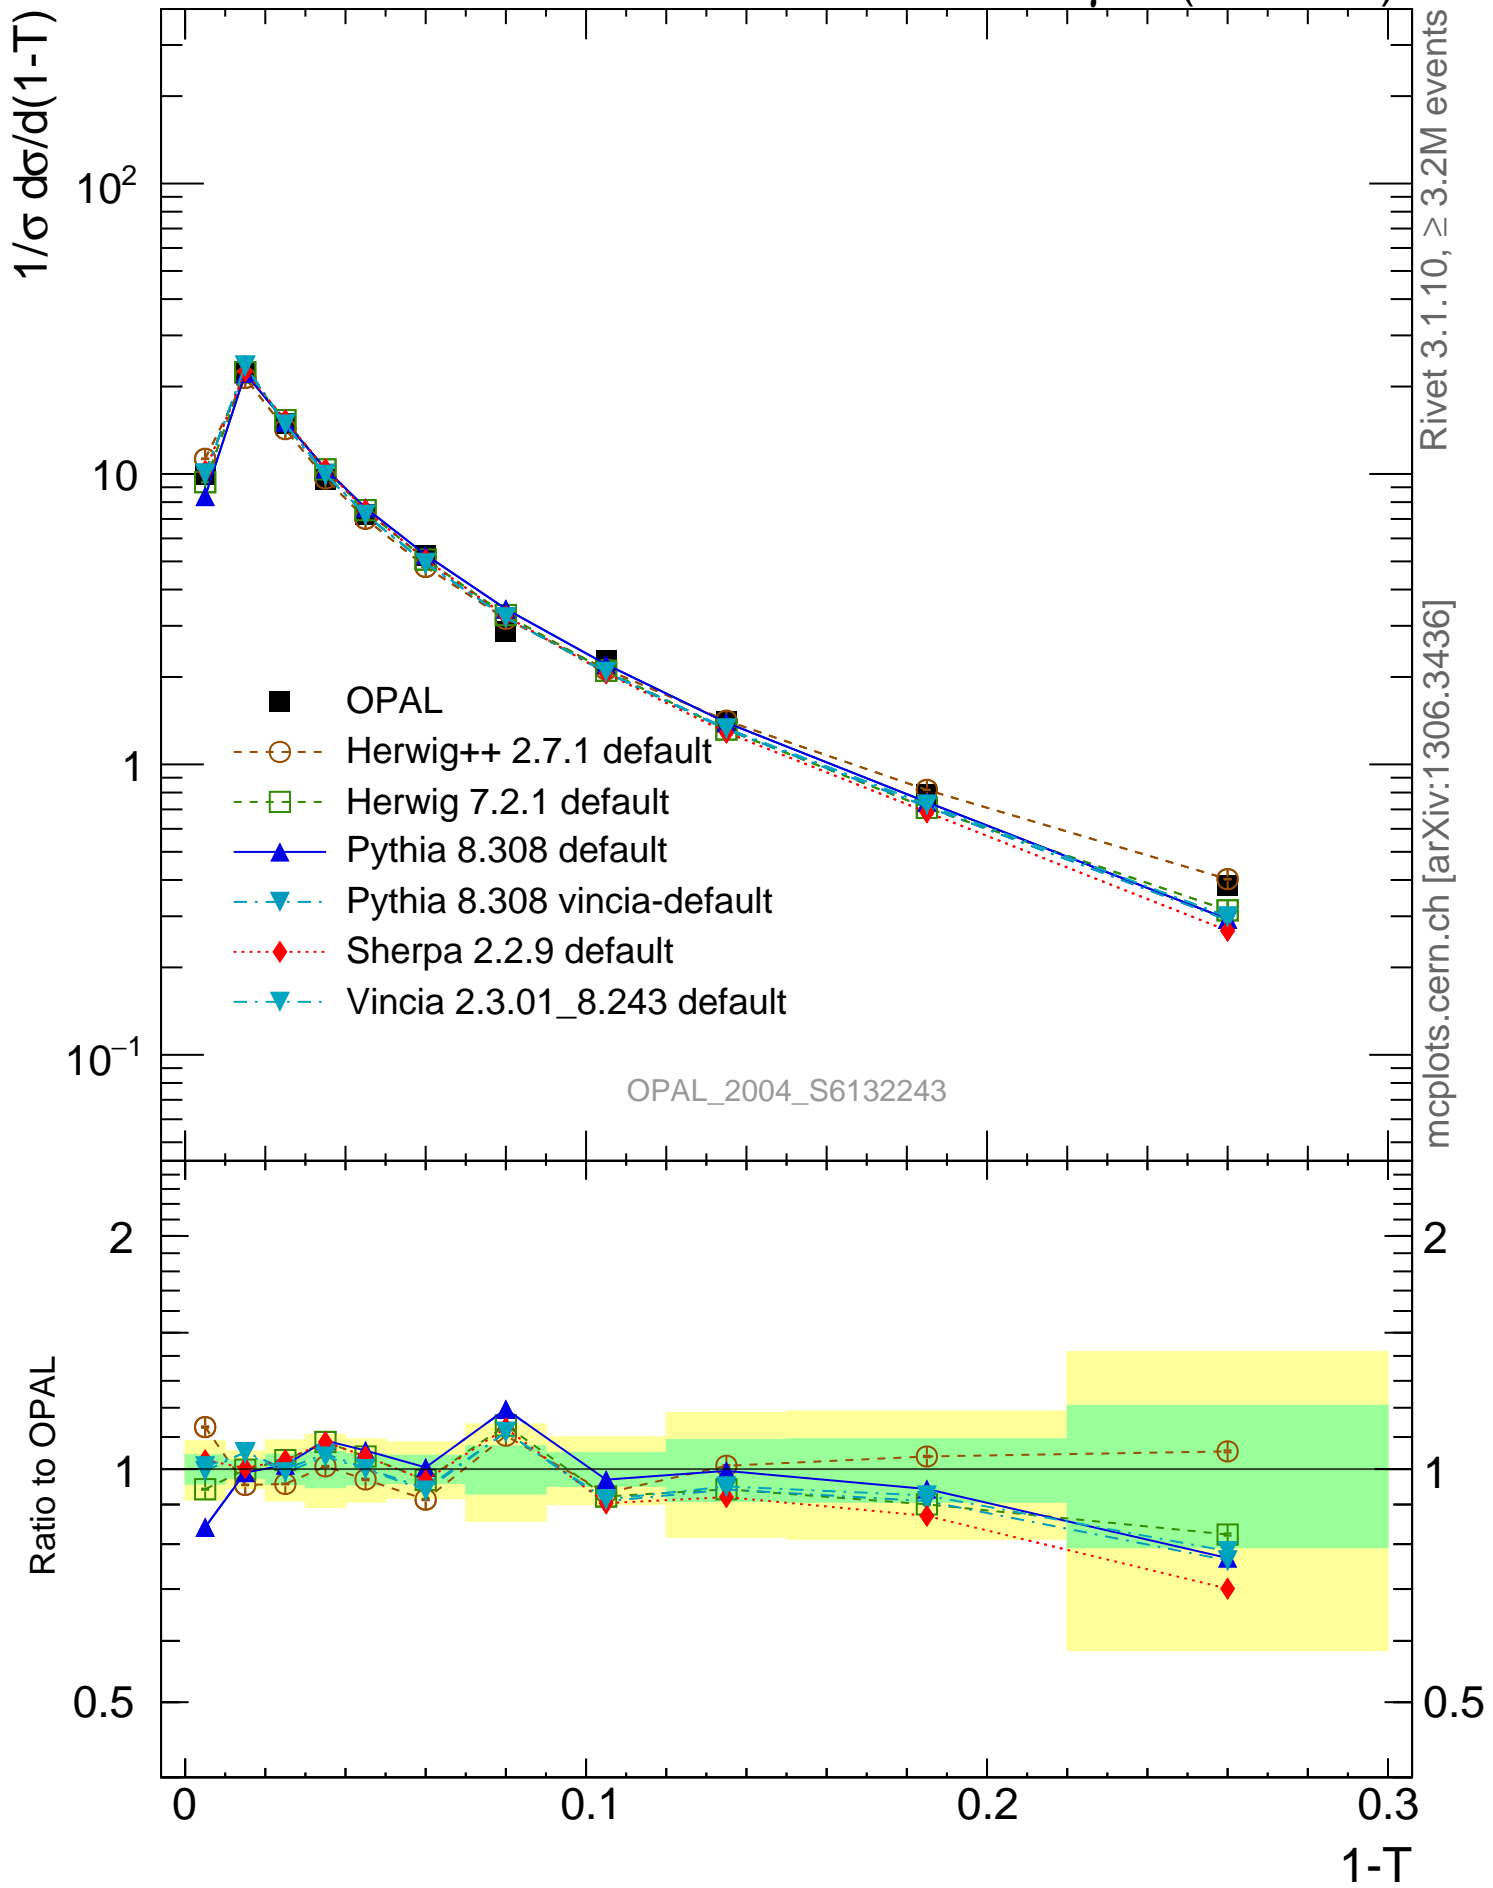 1/σ dσ/d(1-T)
10²
10
1
10⁻¹
OPAL
Herwig++ 2.7.1 default
Herwig 7.2.1 default
Pythia 8.308 default
Pythia 8.308 vincia-default
Sherpa 2.2.9 default
Vincia 2.3.01_8.243 default
OPAL_2004_S6132243
Rivet 3.1.10, ≥ 3.2M events
mcplots.cern.ch [arXiv:1306.3436]
Ratio to OPAL
2
1
0.5
2
1
0.5
0
0.1
0.2
0.3
1-T